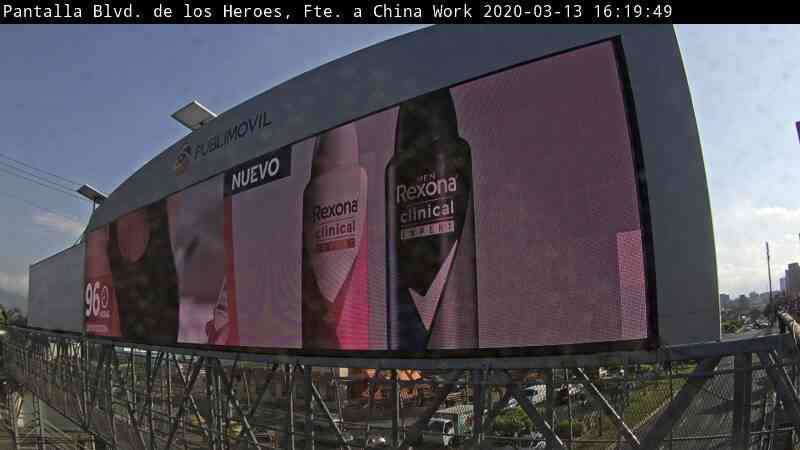 Pantalla Blvd. de los Heroes, Fte. a China Work 2020-03-13 16:19:49
PUBLIMOVIL
NUEVO
MEN
Rexona
clinical
EXPERT
Rexona
clinical
96